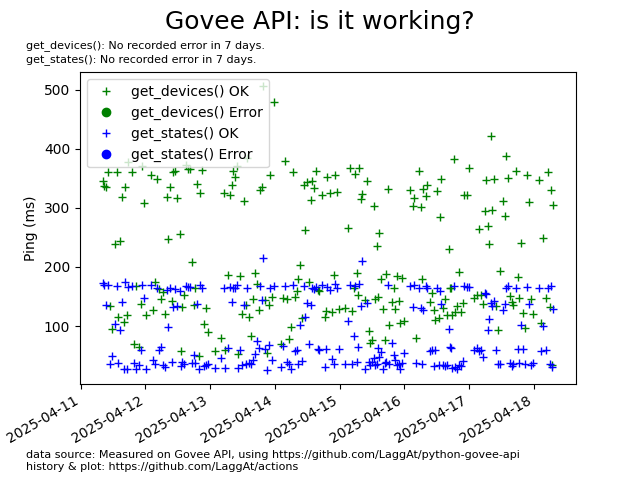 Govee API: is it working?
get_devices(): No recorded error in 7 days.
get_states(): No recorded error in 7 days.
500
400
300
200
100
Ping (ms)
get_devices() OK
get_devices() Error
get_states() OK
get_states() Error
2025-04-11
2025-04-12
2025-04-13
2025-04-14
2025-04-15
2025-04-16
2025-04-17
2025-04-18
data source: Measured on Govee API, using https://github.com/LaggAt/python-govee-api
history & plot: https://github.com/LaggAt/actions